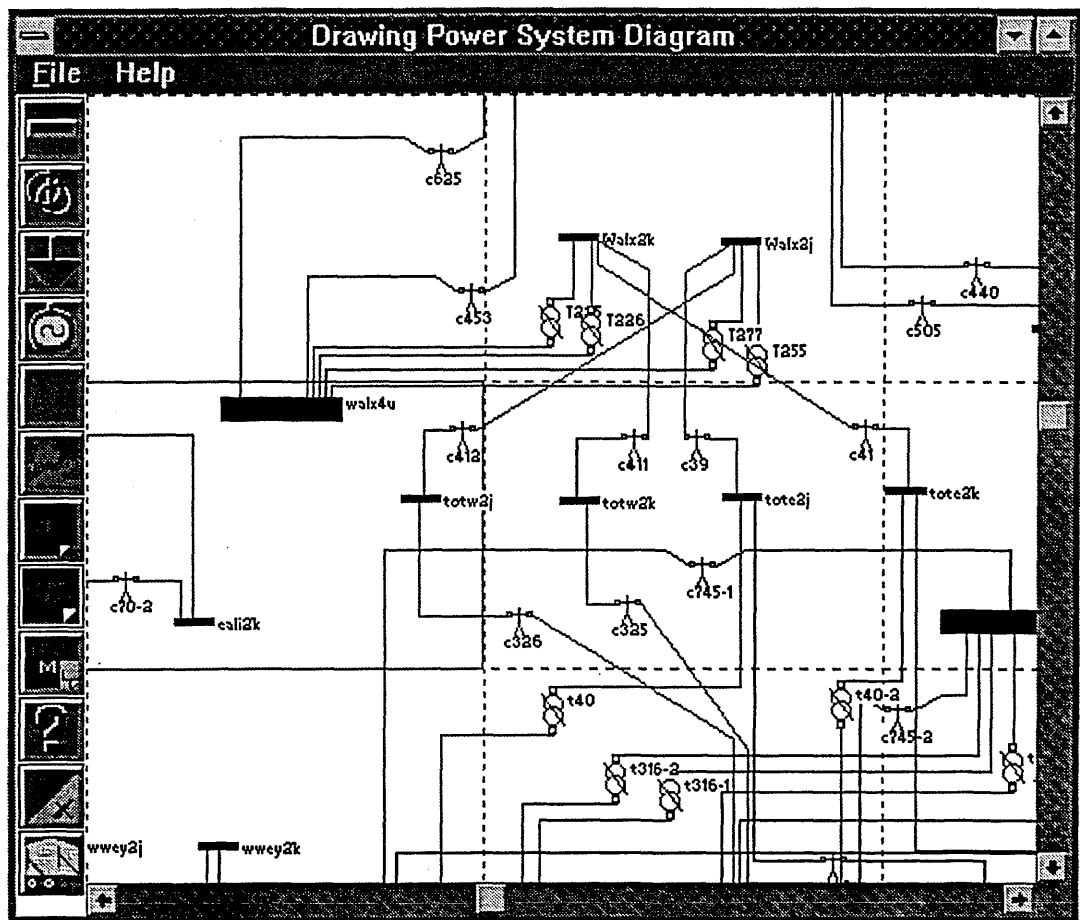 Drawing Power System Diagram
File Help
c625
Walx2k
Walx2j
c440
c453
T226
c505
T277
T255
walx4u
c412
c411
c39
c41
totw2j
totw2k
tote2j
tote2k
c745-1
c70-2
cali2k
c326
c325
M
t40
t40-2
c745-2
t316-2
t316-1
t
wwey2j
wwey2k